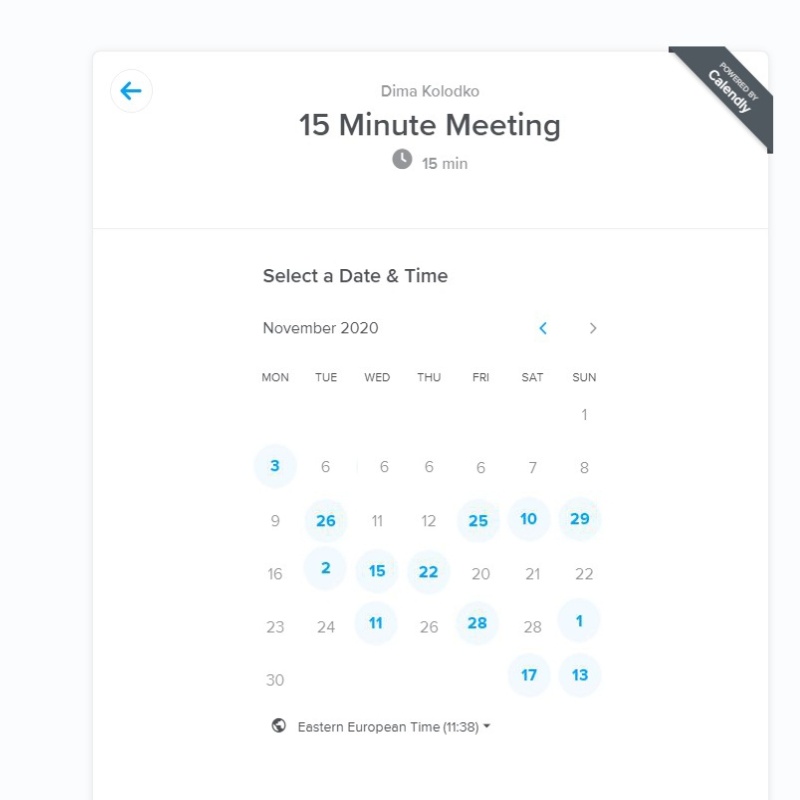 POWERED BY
Calendly
Dima Kolodko
15 Minute Meeting
15 min
Select a Date & Time
November 2020
MON TUE WED THU FRI SAT SUN
1
3 6 6 6 6 7 8
9 26 11 12 25 10 29
16 2 15 22 20 21 22
23 24 11 26 28 28 1
30 17 13
Eastern European Time (11:38)